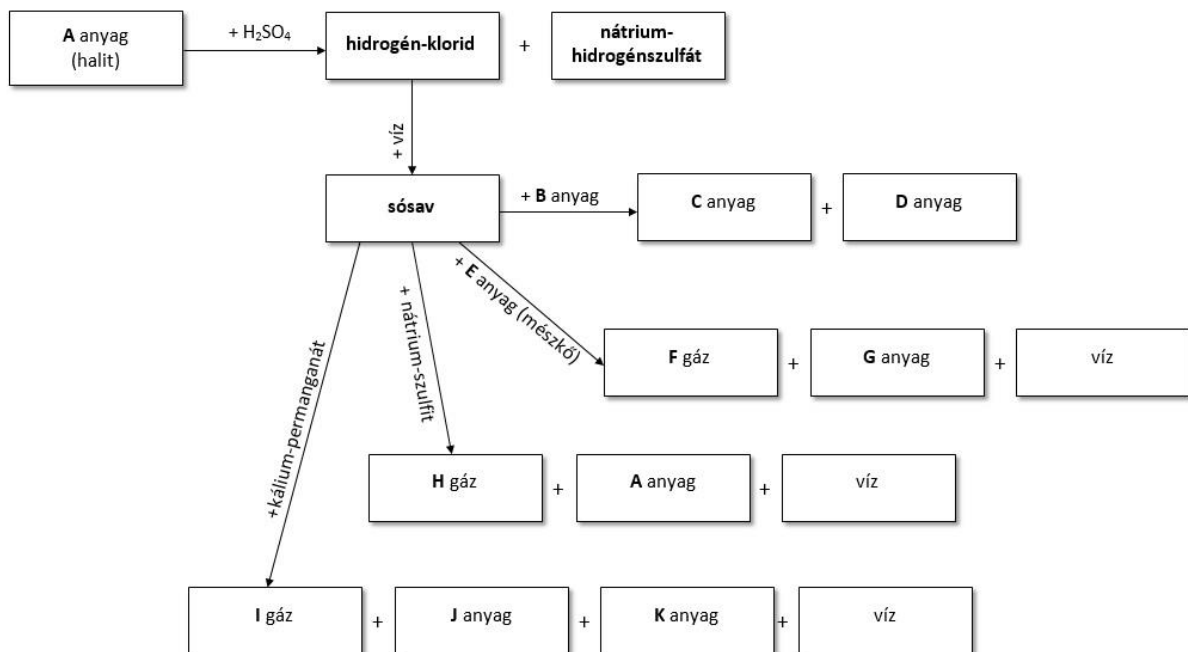 A anyag
(halit)
+ H₂SO₄
hidrogén-klorid
+
nátrium-
hidrogénszulfát
+ víz
sósav
+ B anyag
C anyag
+
D anyag
+ E anyag (mészkő)
F gáz
+
G anyag
+
víz
+ nátrium-szulfit
H gáz
+
A anyag
+
víz
+kálium-permanganát
I gáz
+
J anyag
+
K anyag
+
víz